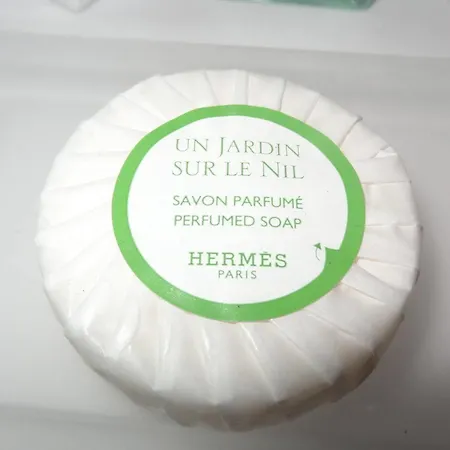 UN JARDIN
SUR LE NIL
SAVON PARFUMÉ
PERFUMED SOAP
HERMÈS
PARIS